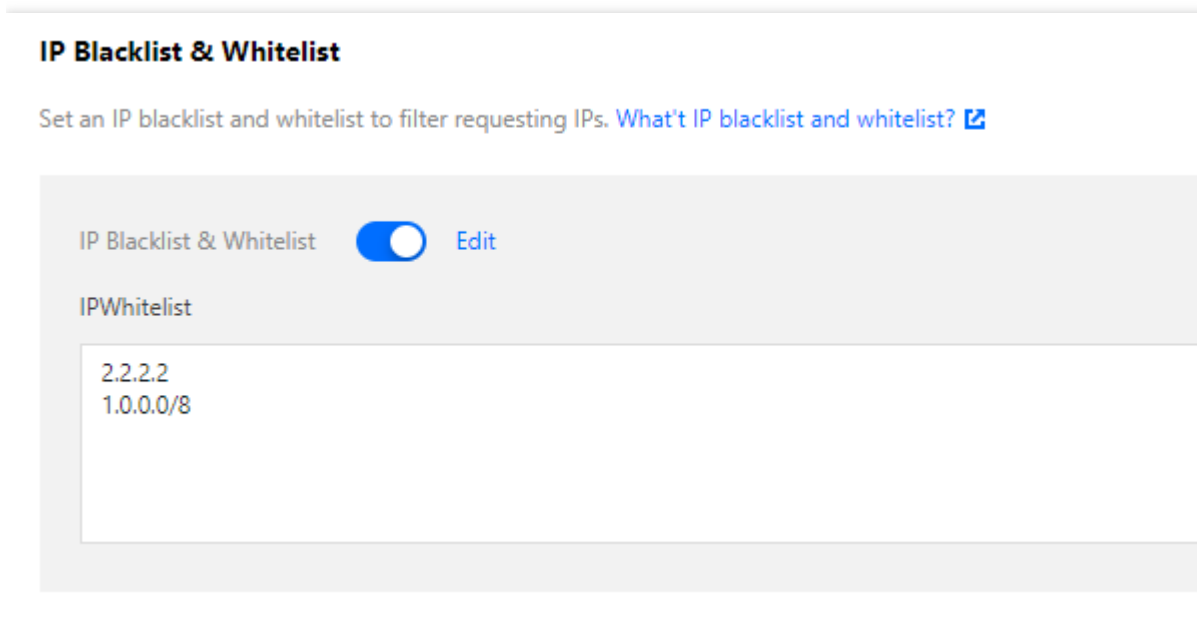 IP Blacklist & Whitelist
Set an IP blacklist and whitelist to filter requesting IPs. What't IP blacklist and whitelist?
IP Blacklist & Whitelist Edit
IPWhitelist
2.2.2.2
1.0.0.0/8